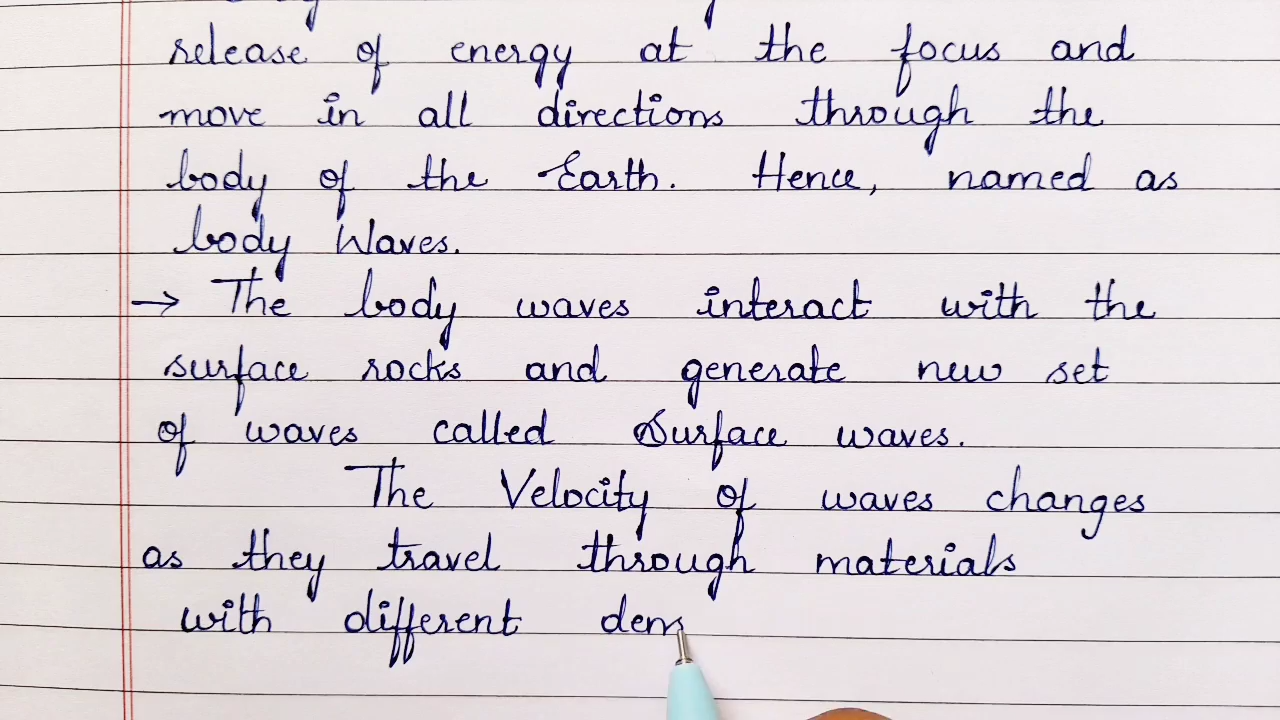 release of energy at the focus and
move in all directions through the
body of the Earth. Hence, named as
body Waves.
→ The body waves interact with the
surface rocks and generate new set
of waves called Surface waves.
The Velocity of waves changes
as they travel through materials
with different dens